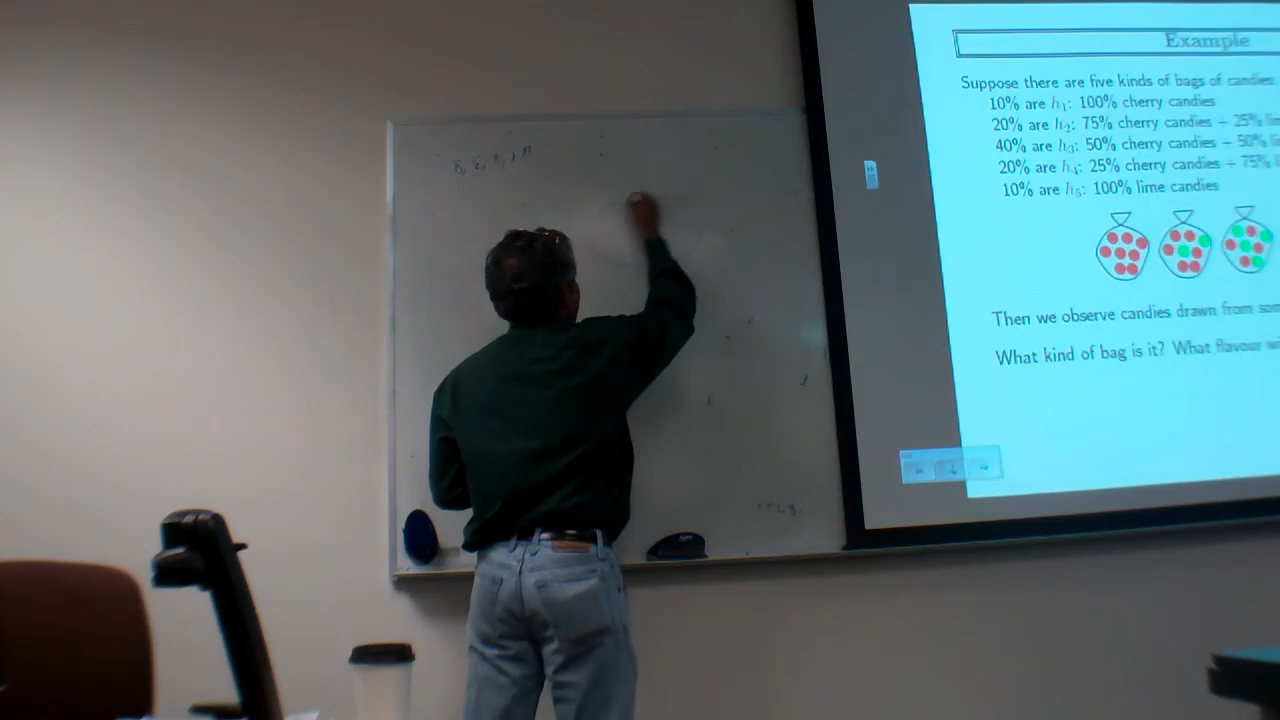 Example
Suppose there are five kinds of bags of candies:
10% are h₁: 100% cherry candies
20% are h₂: 75% cherry candies + 25% lim
40% are h₃: 50% cherry candies + 50% li
20% are h₄: 25% cherry candies + 75%
10% are h₅: 100% lime candies
Then we observe candies drawn from som
What kind of bag is it? What flavour wi